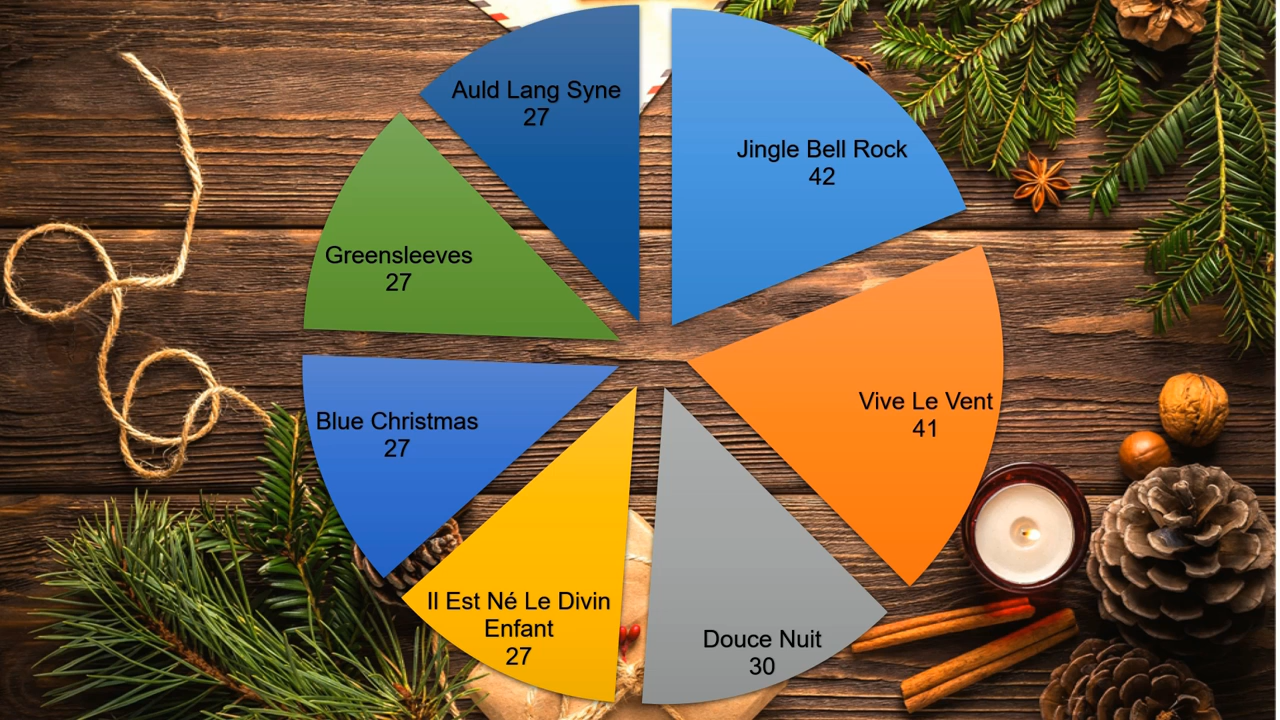 Auld Lang Syne
27
Jingle Bell Rock
42
Greensleeves
27
Vive Le Vent
41
Blue Christmas
27
Il Est Né Le Divin
Enfant
27
Douce Nuit
30